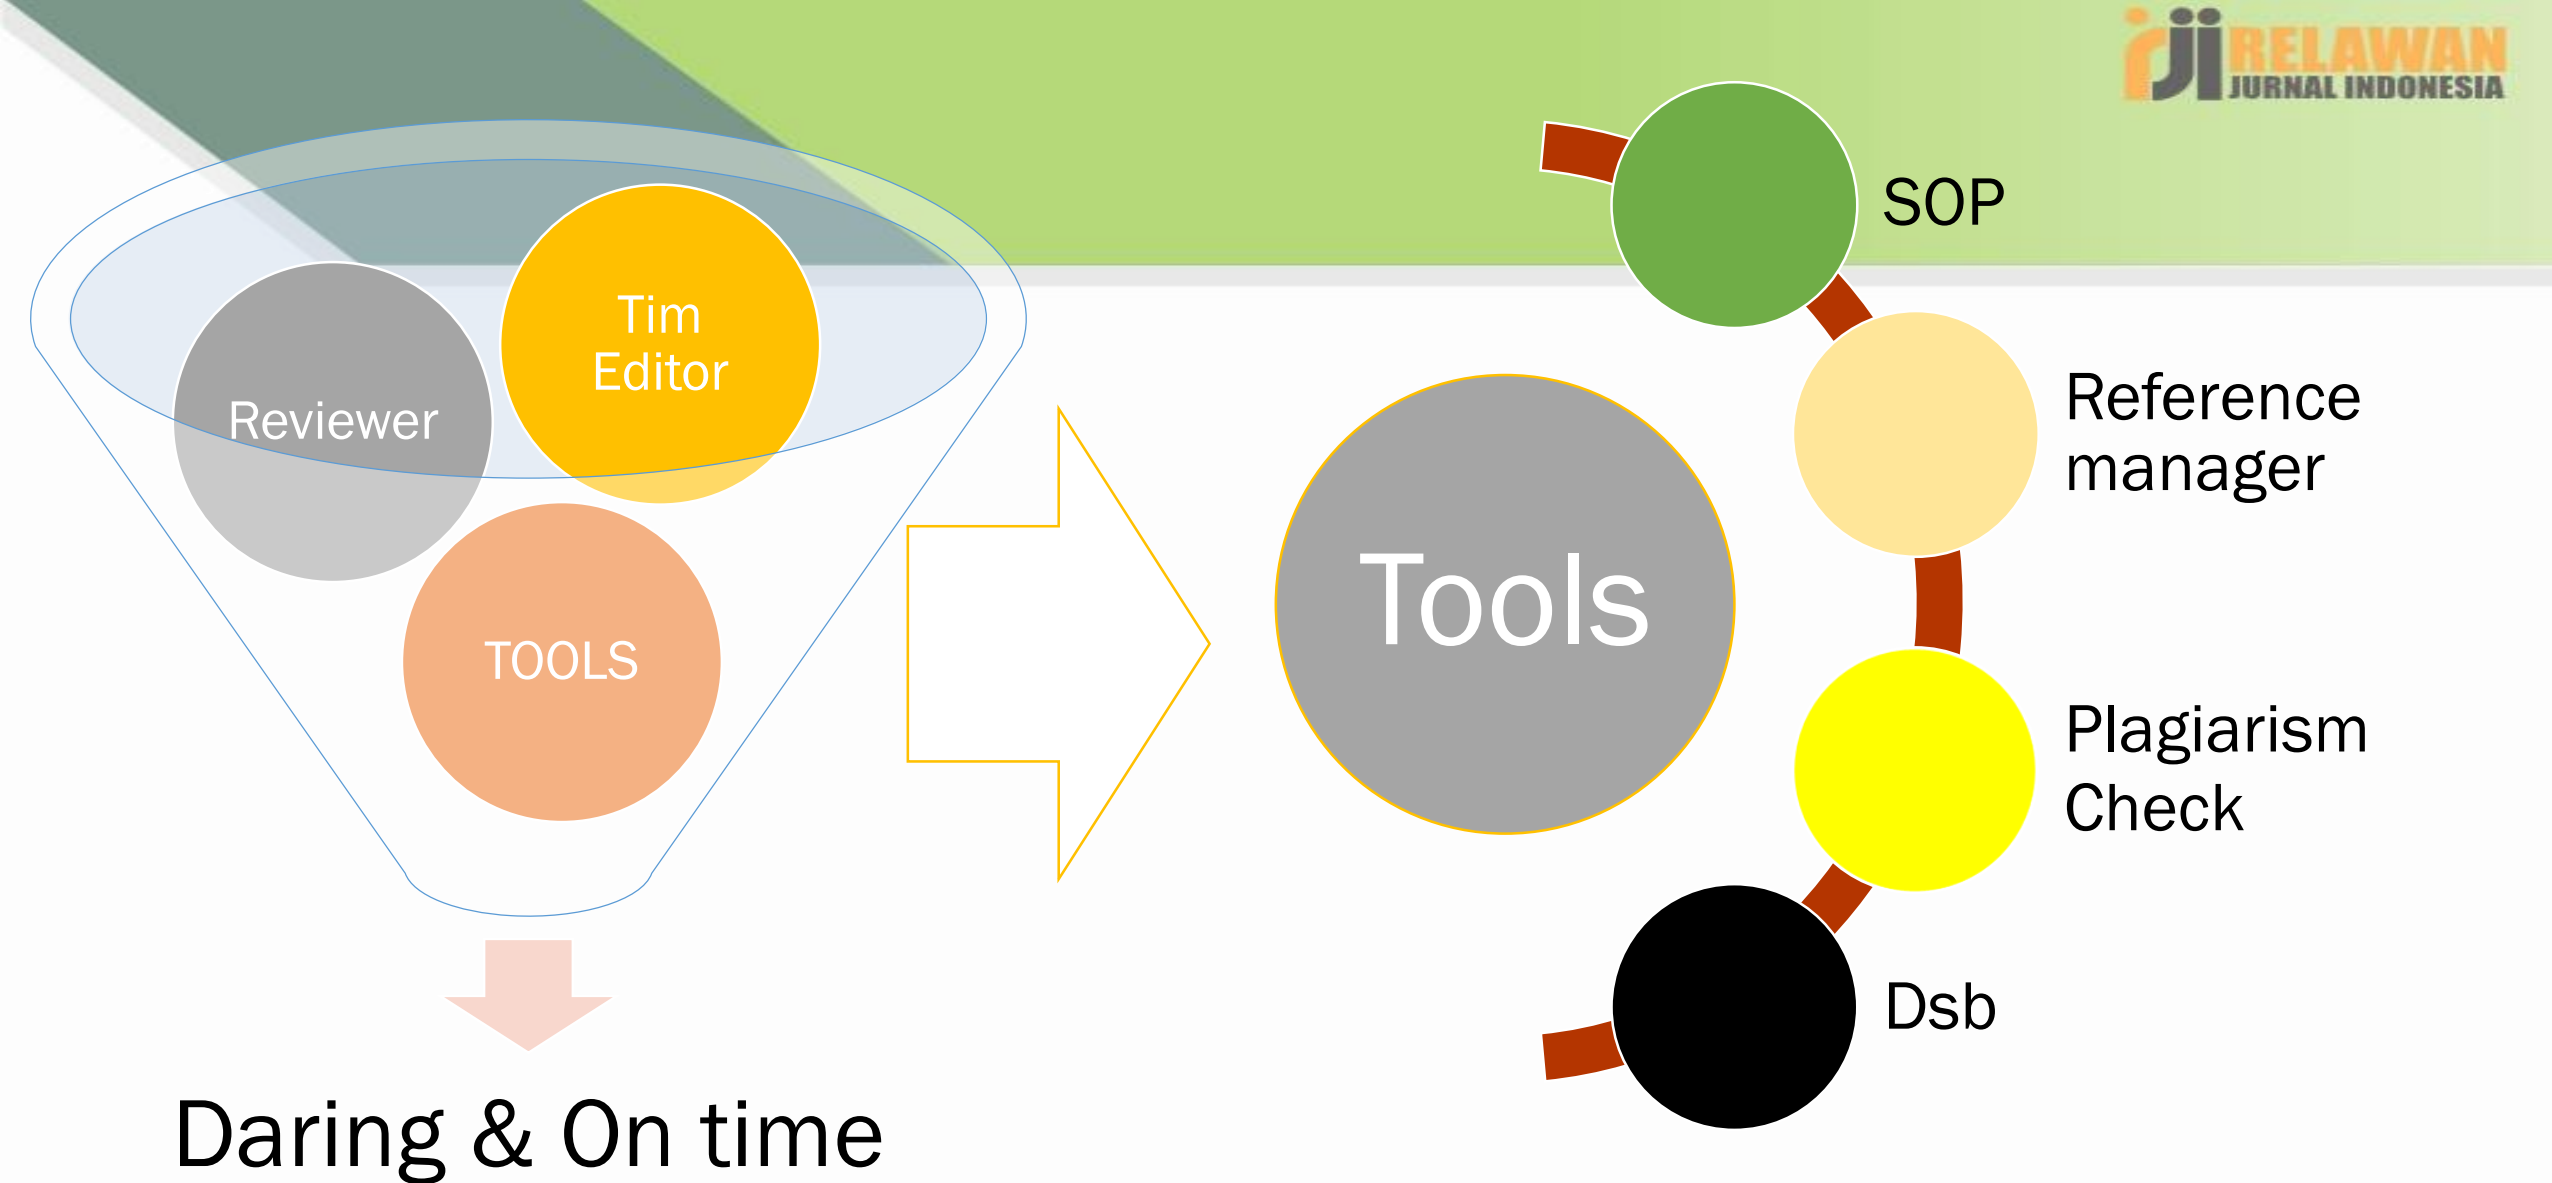 RELAWAN
JURNAL INDONESIA
Tim
Editor
Reviewer
TOOLS
Daring & On time
Tools
SOP
Reference
manager
Plagiarism
Check
Dsb